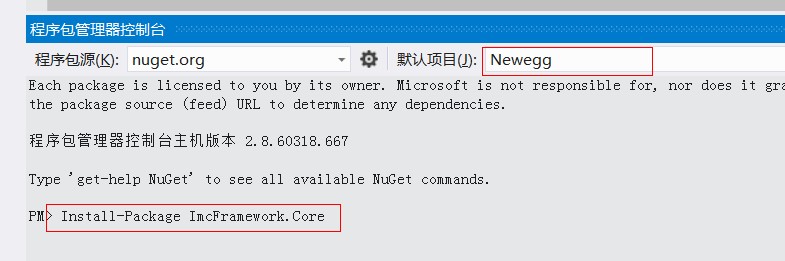 程序包管理器控制台
程序包源(K): nuget.org 默认项目(J): Newegg
Each package is licensed to you by its owner. Microsoft is not responsible for, nor does it gra
the package source (feed) URL to determine any dependencies.
程序包管理器控制台主机版本 2.8.60318.667
Type 'get-help NuGet' to see all available NuGet commands.
PM> Install-Package ImcFramework.Core